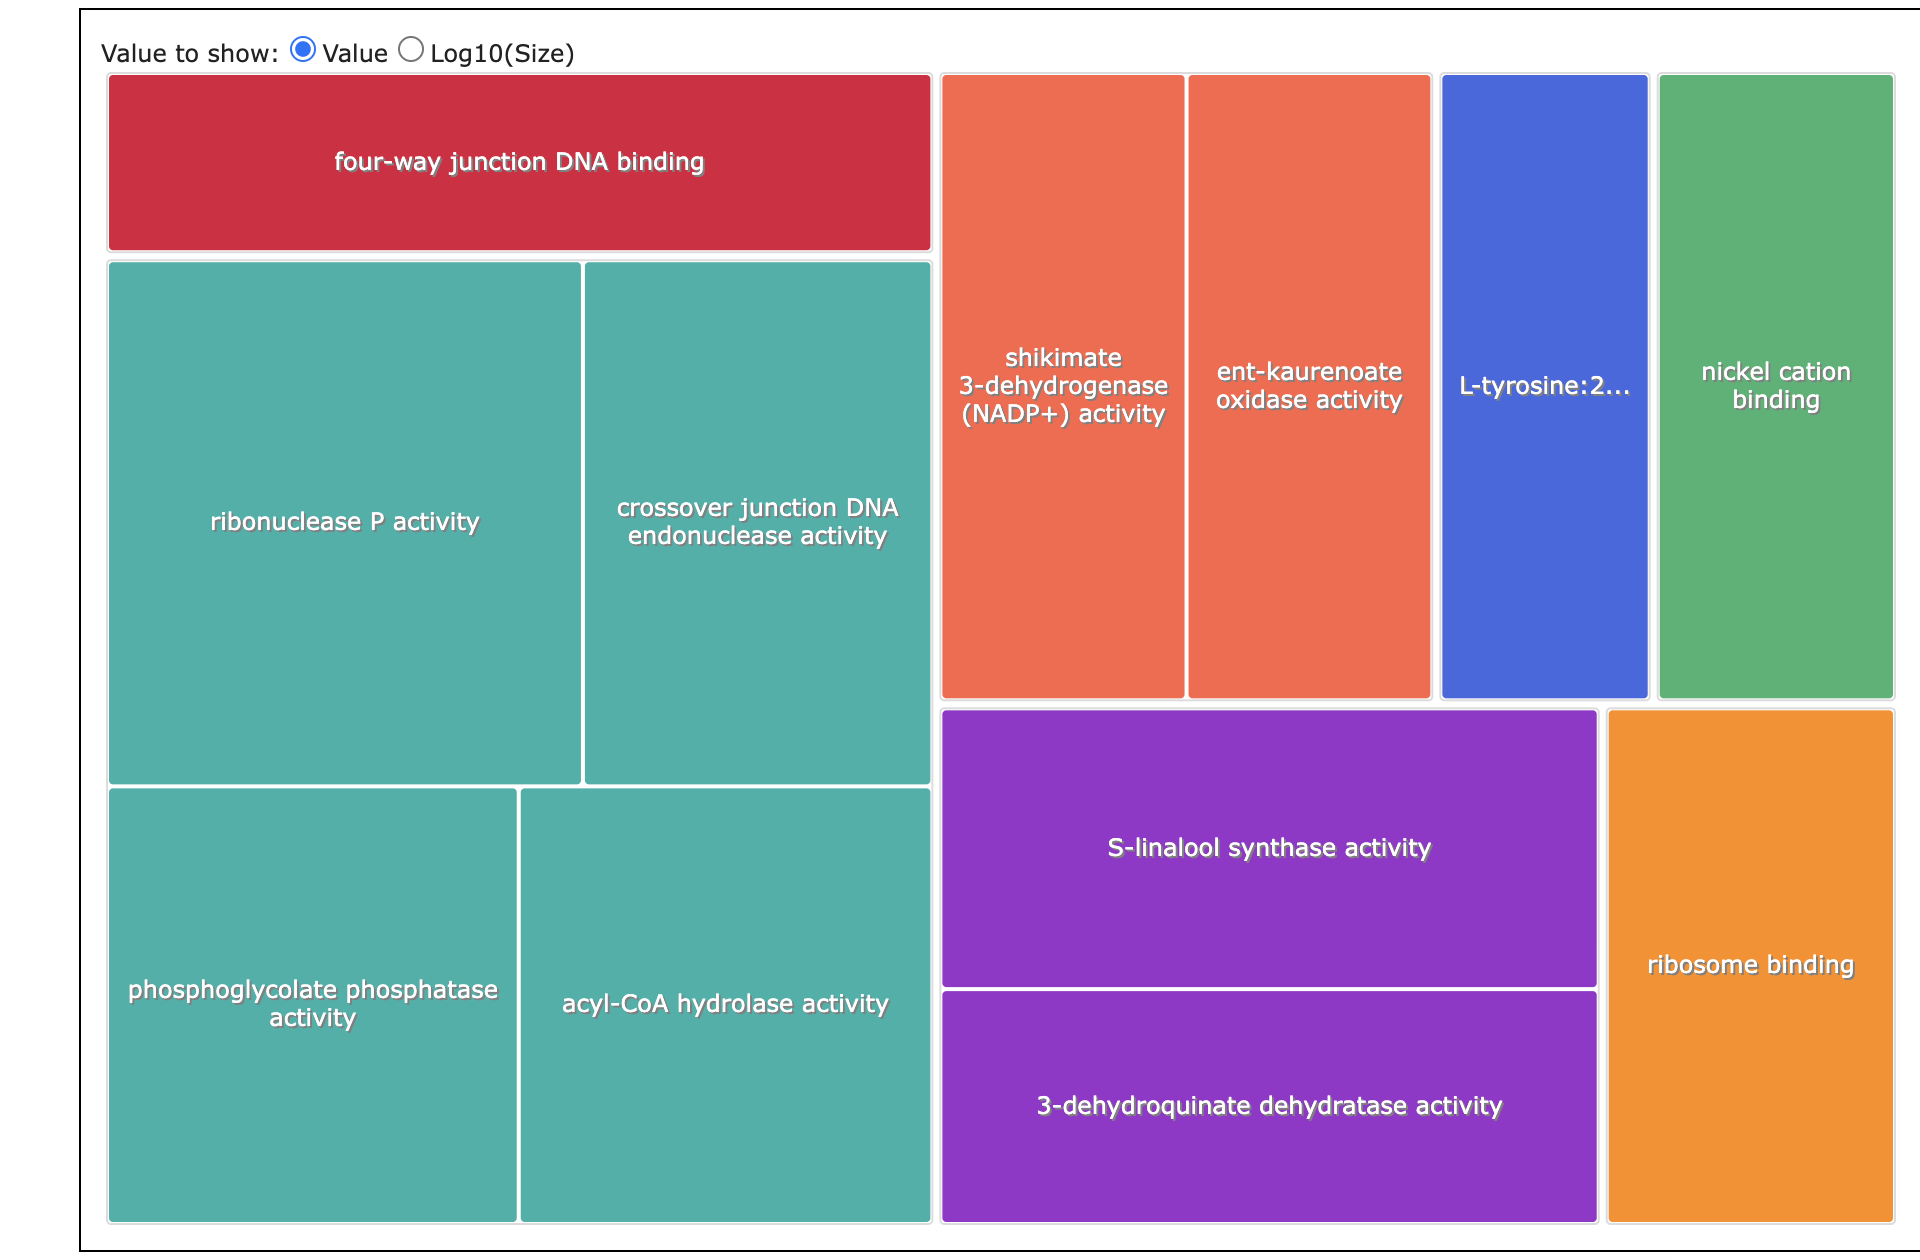 Value to show: Value Log10(Size)
four-way junction DNA binding
ribonuclease P activity
crossover junction DNA
endonuclease activity
phosphoglycolate phosphatase
activity
acyl-CoA hydrolase activity
shikimate
3-dehydrogenase
(NADP+) activity
ent-kaurenoate
oxidase activity
L-tyrosine:2...
nickel cation
binding
S-linalool synthase activity
3-dehydroquinate dehydratase activity
ribosome binding